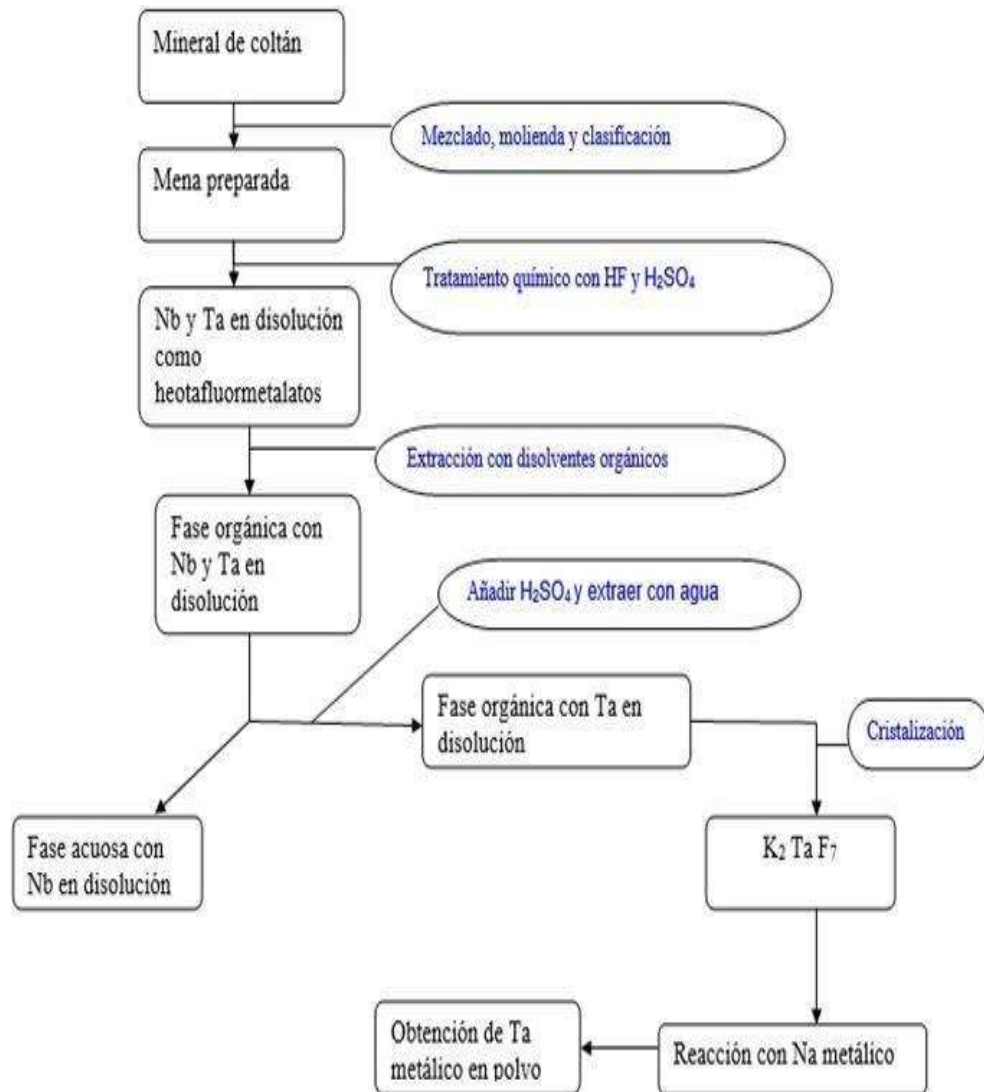 Mineral de coltán
Mezclado, molienda y clasificación
Mena preparada
Tratamiento químico con HF y H₂SO₄
Nb y Ta en disolución
como
heotafluormetalatos
Extracción con disolventes orgánicos
Fase orgánica con
Nb y Ta en
disolución
Añadir H₂SO₄ y extraer con agua
Fase orgánica con Ta en
disolución
Cristalización
Fase acuosa con
Nb en disolución
K₂ Ta F₇
Obtención de Ta
metálico en polvo
Reacción con Na metálico